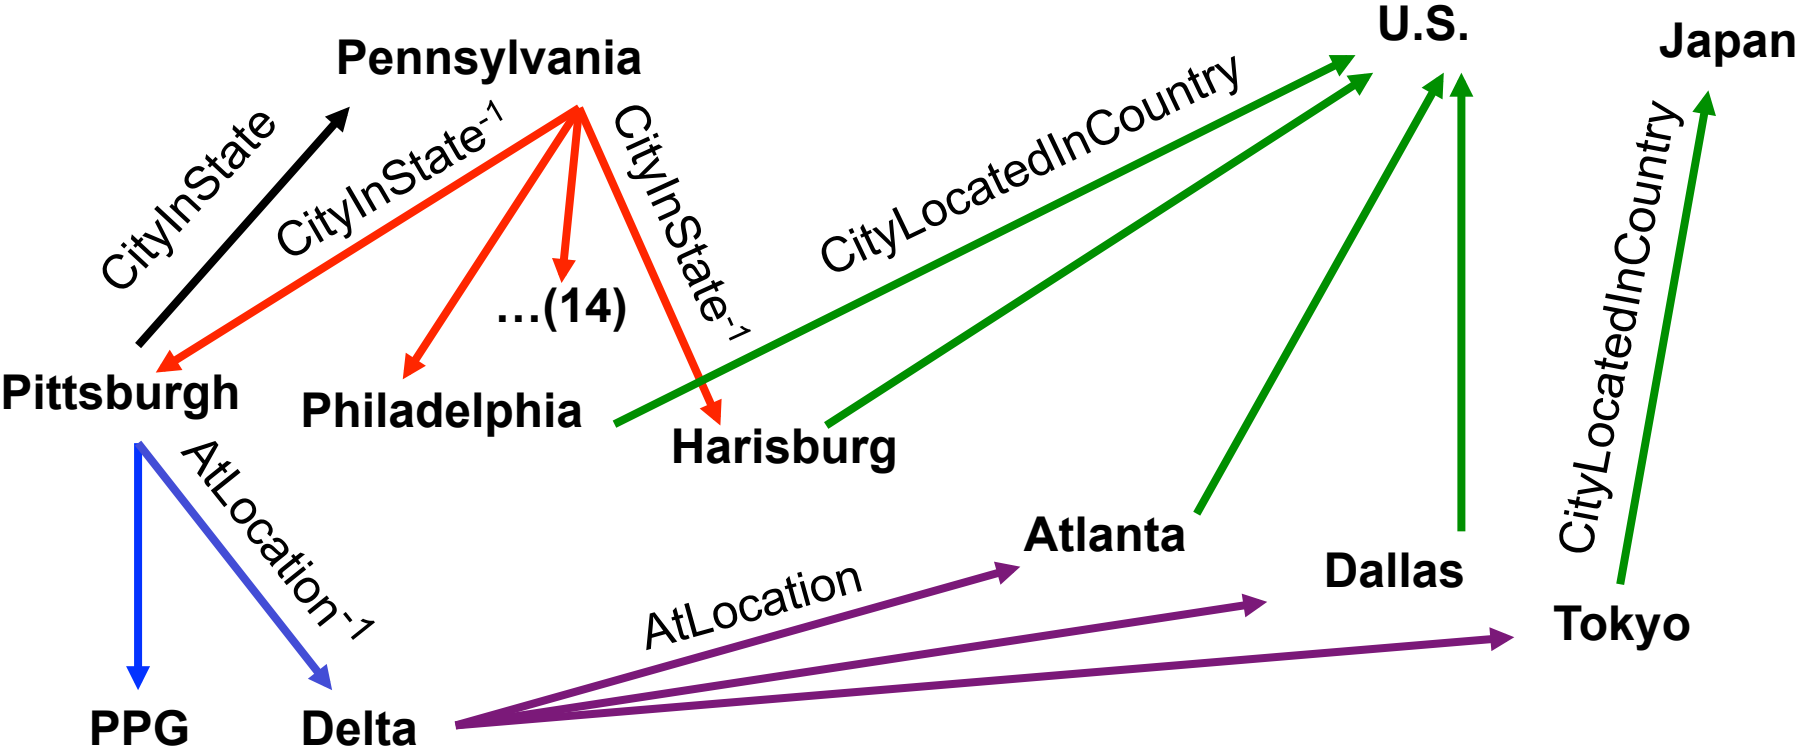 U.S.
Japan
Pennsylvania
CityInState
CityInState-1
CityInState-1
CityLocatedInCountry
CityLocatedInCountry
...(14)
Pittsburgh
Philadelphia
Harisburg
AtLocation-1
Atlanta
Dallas
Tokyo
AtLocation
PPG
Delta